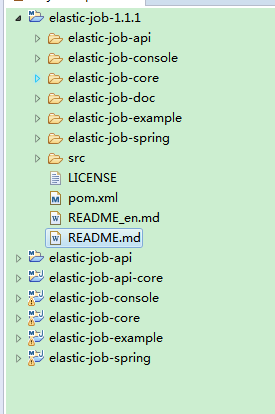 elastic-job-1.1.1
elastic-job-api
elastic-job-console
elastic-job-core
elastic-job-doc
elastic-job-example
elastic-job-spring
src
LICENSE
pom.xml
README_en.md
README.md
elastic-job-api
elastic-job-api-core
elastic-job-console
elastic-job-core
elastic-job-example
elastic-job-spring